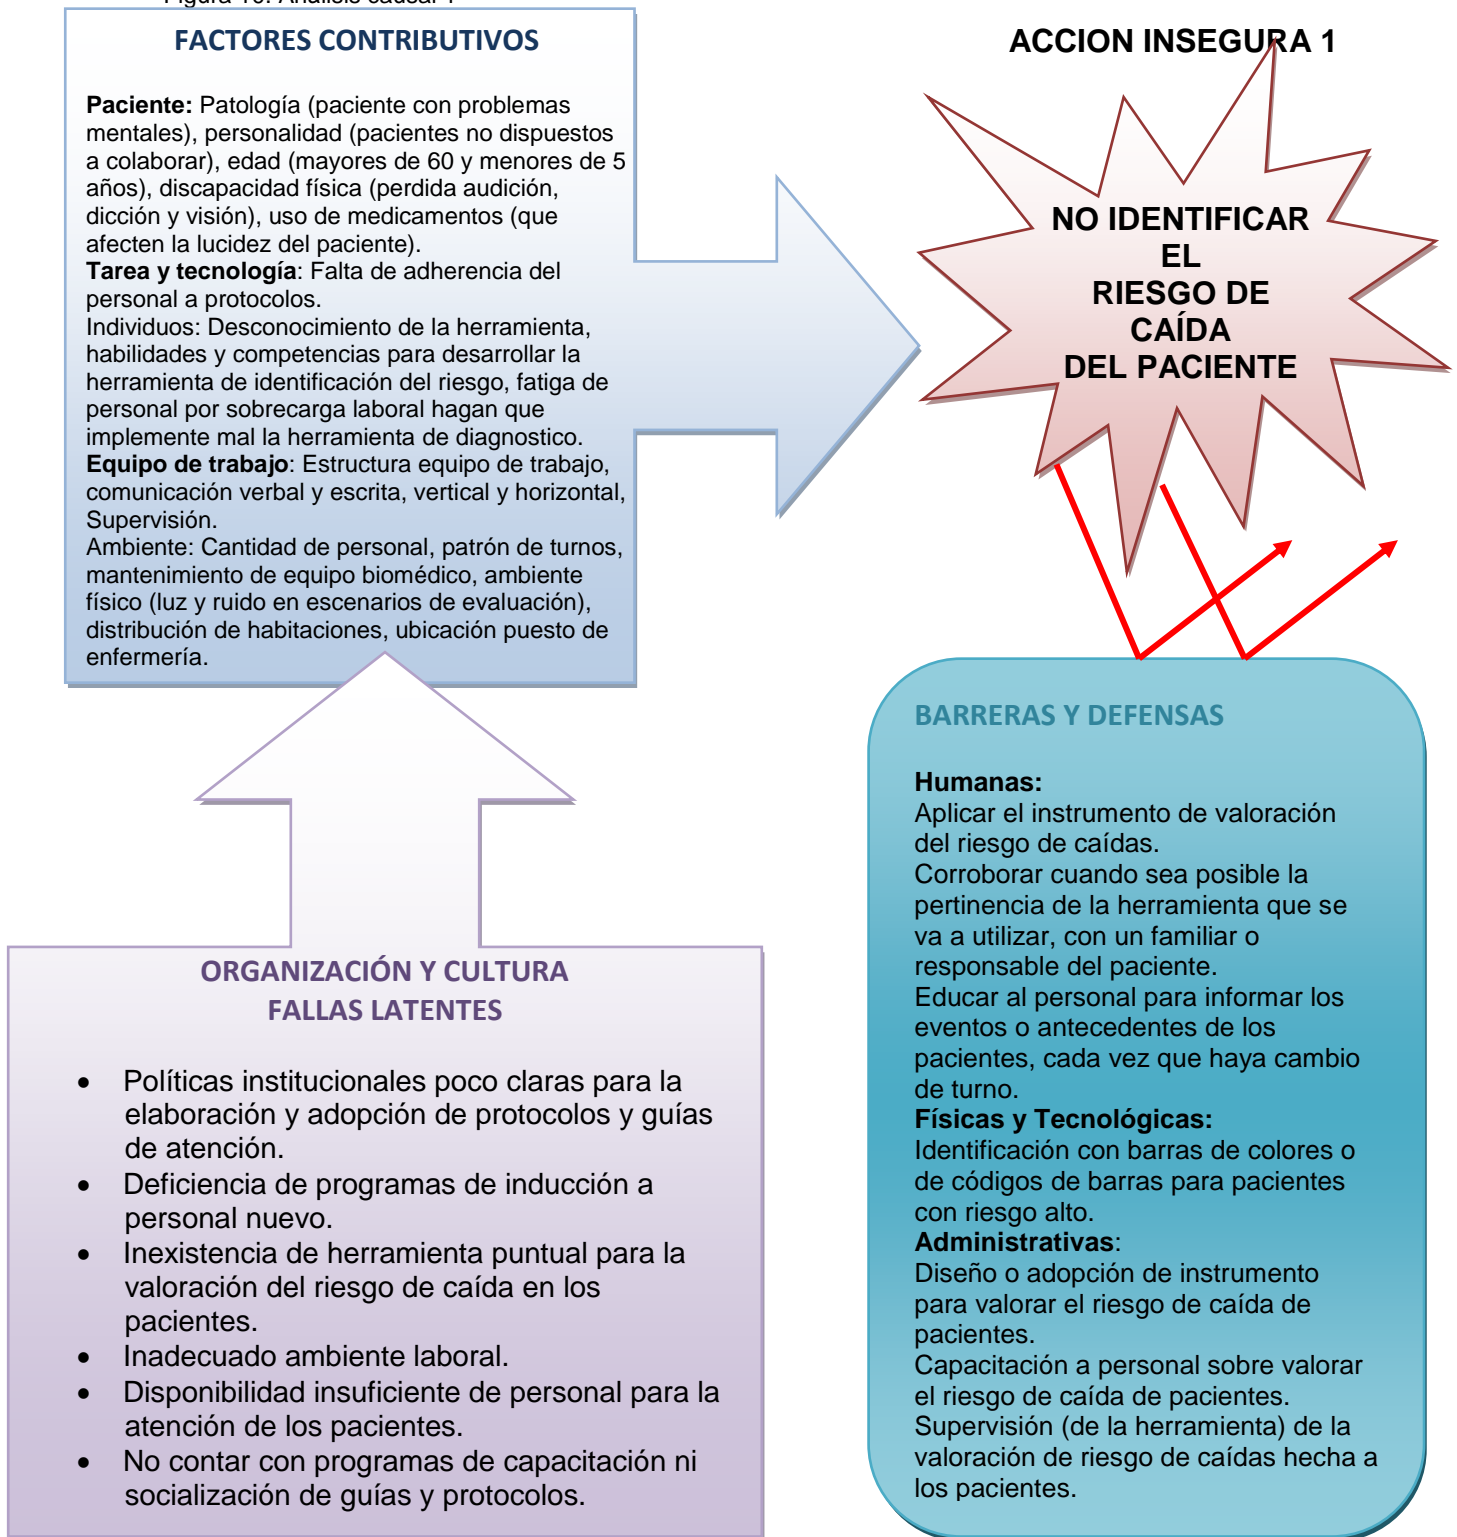 Figura 10. Análisis causal 1
FACTORES CONTRIBUTIVOS
Paciente: Patología (paciente con problemas
mentales), personalidad (pacientes no dispuestos
a colaborar), edad (mayores de 60 y menores de 5
años), discapacidad física (perdida audición,
dicción y visión), uso de medicamentos (que
afecten la lucidez del paciente).
Tarea y tecnología: Falta de adherencia del
personal a protocolos.
Individuos: Desconocimiento de la herramienta,
habilidades y competencias para desarrollar la
herramienta de identificación del riesgo, fatiga de
personal por sobrecarga laboral hagan que
implemente mal la herramienta de diagnostico.
Equipo de trabajo: Estructura equipo de trabajo,
comunicación verbal y escrita, vertical y horizontal,
Supervisión.
Ambiente: Cantidad de personal, patrón de turnos,
mantenimiento de equipo biomédico, ambiente
físico (luz y ruido en escenarios de evaluación),
distribución de habitaciones, ubicación puesto de
enfermería.
ACCION INSEGURA 1
NO IDENTIFICAR
EL
RIESGO DE
CAÍDA
DEL PACIENTE
ORGANIZACIÓN Y CULTURA
FALLAS LATENTES
• Políticas institucionales poco claras para la
elaboración y adopción de protocolos y guías
de atención.
• Deficiencia de programas de inducción a
personal nuevo.
• Inexistencia de herramienta puntual para la
valoración del riesgo de caída en los
pacientes.
• Inadecuado ambiente laboral.
• Disponibilidad insuficiente de personal para la
atención de los pacientes.
• No contar con programas de capacitación ni
socialización de guías y protocolos.
BARRERAS Y DEFENSAS
Humanas:
Aplicar el instrumento de valoración
del riesgo de caídas.
Corroborar cuando sea posible la
pertinencia de la herramienta que se
va a utilizar, con un familiar o
responsable del paciente.
Educar al personal para informar los
eventos o antecedentes de los
pacientes, cada vez que haya cambio
de turno.
Físicas y Tecnológicas:
Identificación con barras de colores o
de códigos de barras para pacientes
con riesgo alto.
Administrativas:
Diseño o adopción de instrumento
para valorar el riesgo de caída de
pacientes.
Capacitación a personal sobre valorar
el riesgo de caída de pacientes.
Supervisión (de la herramienta) de la
valoración de riesgo de caídas hecha a
los pacientes.